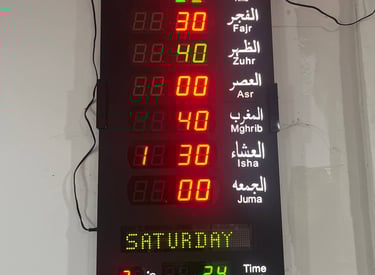 30 الفجر
Fajr
40 الظهر
Zuhr
00 العصر
Asr
40 المغرب
Mghrib
1 30 العشاء
Isha
00 الجمعه
Juma
SATURDAY
24 Time